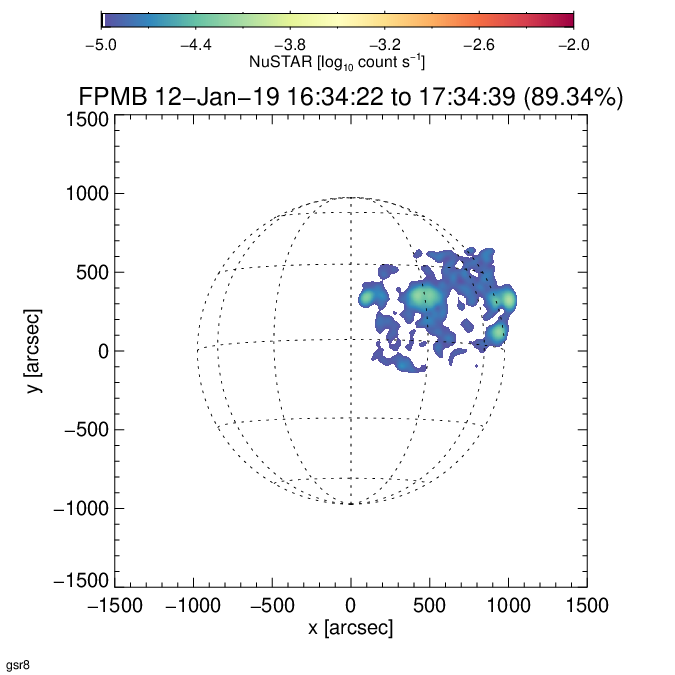 −5.0 −4.4 −3.8 −3.2 −2.6 −2.0
NuSTAR [log₁₀ count s⁻¹]
FPMB 12−Jan−19 16:34:22 to 17:34:39 (89.34%)
1500
1000
500
0
−500
−1000
−1500
y [arcsec]
−1500 −1000 −500 0 500 1000 1500
x [arcsec]
gsr8